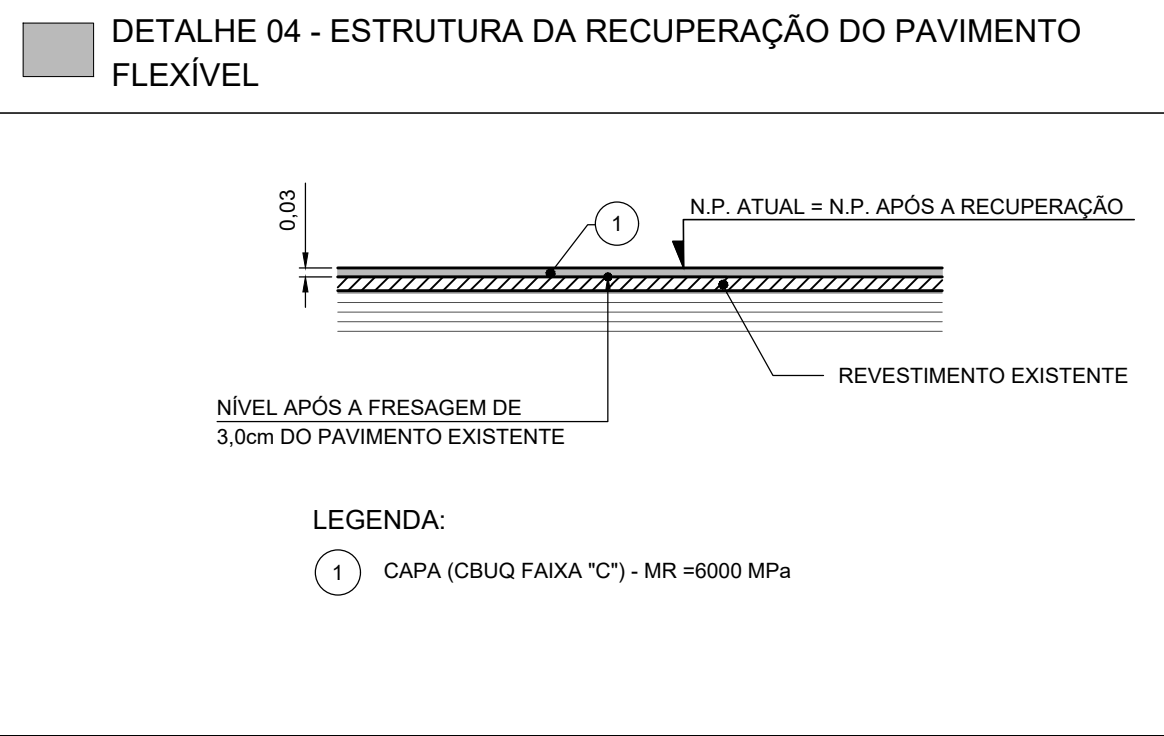 DETALHE 04 - ESTRUTURA DA RECUPERAÇÃO DO PAVIMENTO
FLEXÍVEL
0,03
1
N.P. ATUAL = N.P. APÓS A RECUPERAÇÃO
REVESTIMENTO EXISTENTE
NÍVEL APÓS A FRESAGEM DE
3,0cm DO PAVIMENTO EXISTENTE
LEGENDA:
1 CAPA (CBUQ FAIXA "C") - MR =6000 MPa